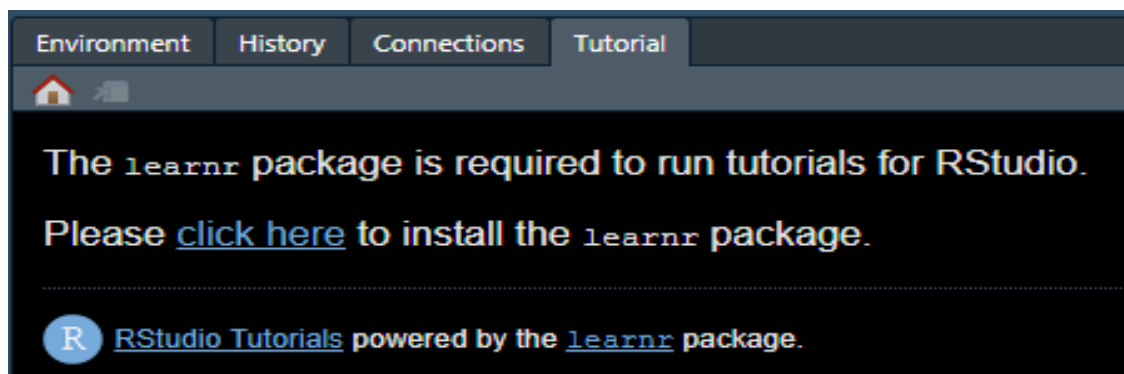 Environment History Connections Tutorial
The learnr package is required to run tutorials for RStudio.
Please click here to install the learnr package.
R RStudio Tutorials powered by the learnr package.